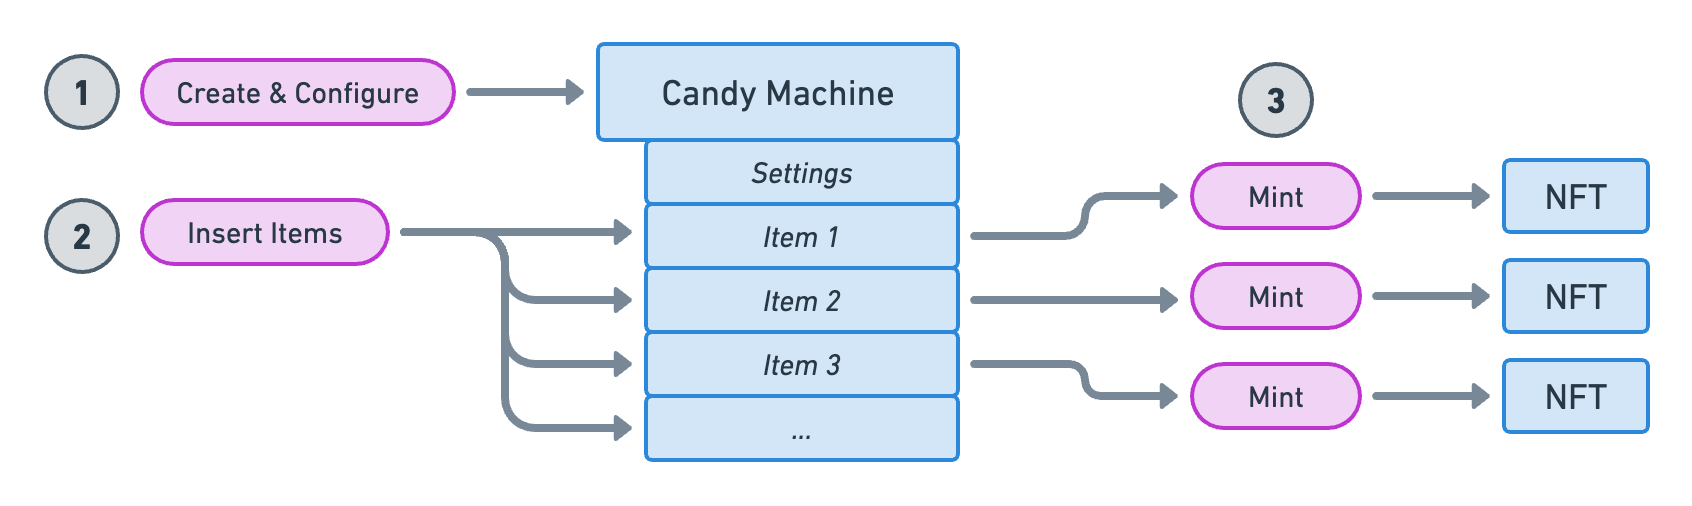 1
Create & Configure
Candy Machine
Settings
2
Insert Items
Item 1
Item 2
Item 3
...
3
Mint
NFT
Mint
NFT
Mint
NFT